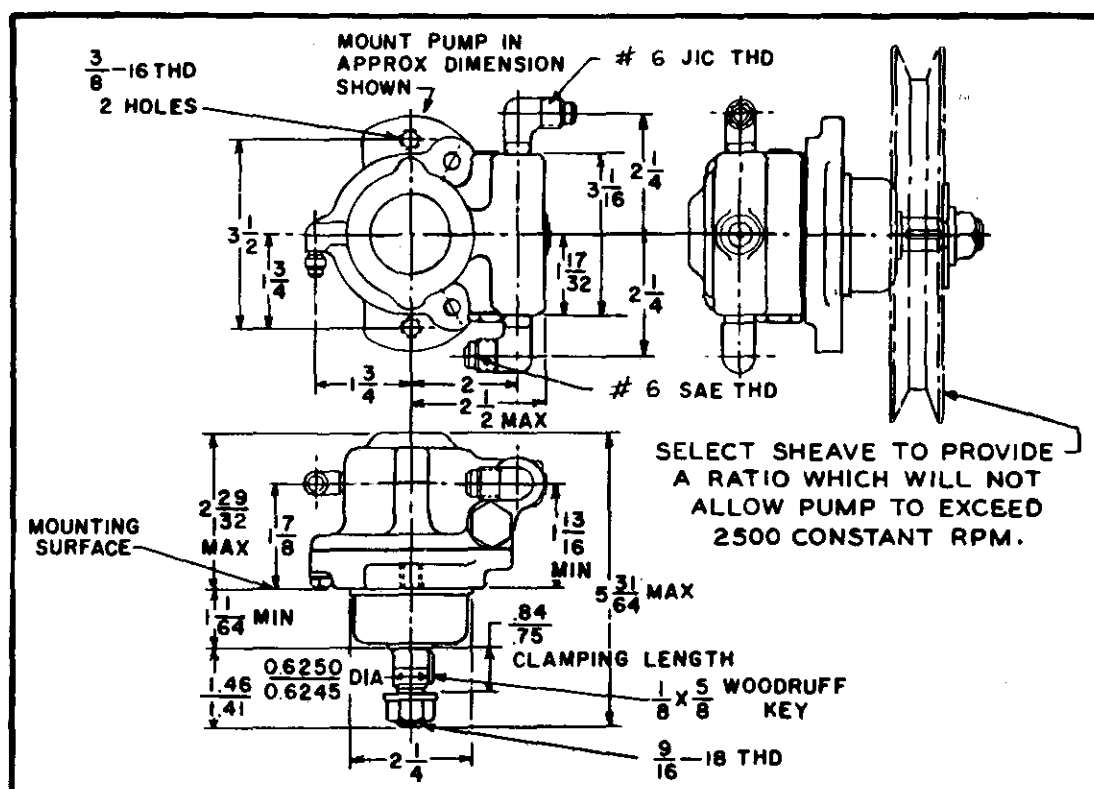 3/8-16 THD
2 HOLES
MOUNT PUMP IN
APPROX DIMENSION
SHOWN
# 6 JIC THD
3 1/2
1 3/4
3 1/16
1 17/32
2 1/4
2 1/4
1 3/4
2
2 1/2 MAX
# 6 SAE THD
SELECT SHEAVE TO PROVIDE
A RATIO WHICH WILL NOT
ALLOW PUMP TO EXCEED
2500 CONSTANT RPM.
MOUNTING
SURFACE
2 29/32
MAX
1 7/8
1 13/16
MIN
5 31/64 MAX
1 1/64 MIN
.84
.75
CLAMPING LENGTH
0.6250
0.6245
DIA
1.46
1.41
1/8 X 5/8 WOODRUFF
KEY
2 1/4
9/16-18 THD